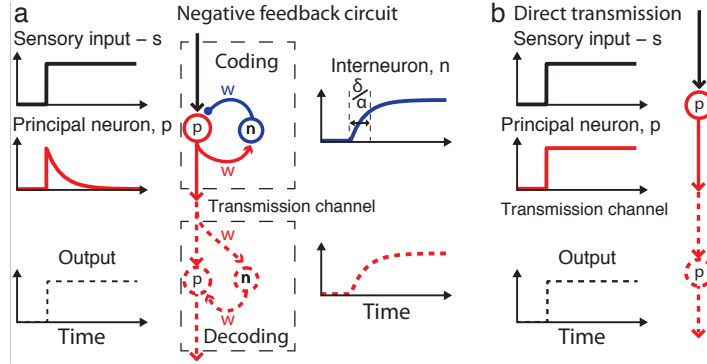 a
Negative feedback circuit
Sensory input – s
Coding
w
p
n
w
Interneuron, n
δ/α
Principal neuron, p
Transmission channel
w
p
n
w
Decoding
Output
Time
Time
b
Direct transmission
Sensory input – s
p
Principal neuron, p
Transmission channel
p
Output
Time